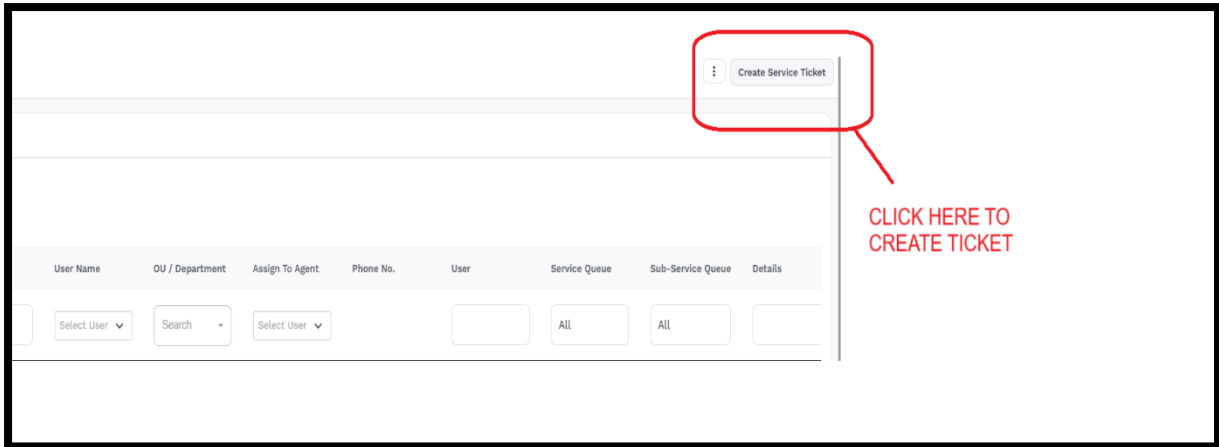 Create Service Ticket
CLICK HERE TO
CREATE TICKET
User Name OU / Department Assign To Agent Phone No. User Service Queue Sub-Service Queue Details
Select User Search Select User All All